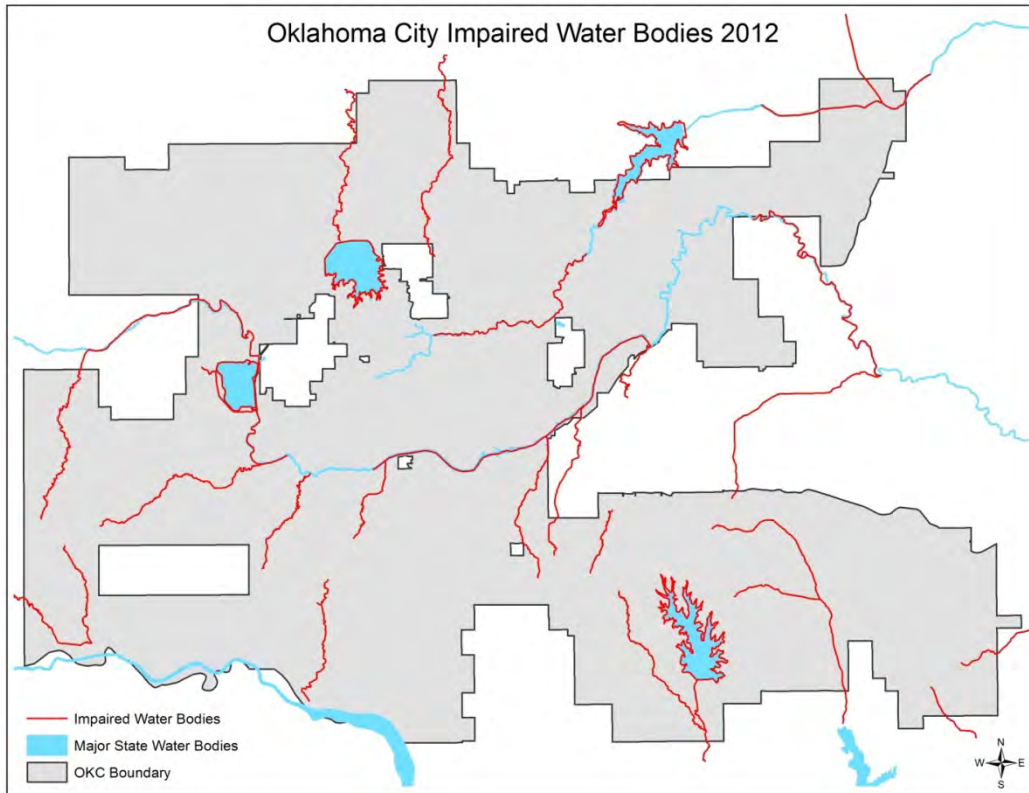 Oklahoma City Impaired Water Bodies 2012
Impaired Water Bodies
Major State Water Bodies
OKC Boundary
N
W E
S